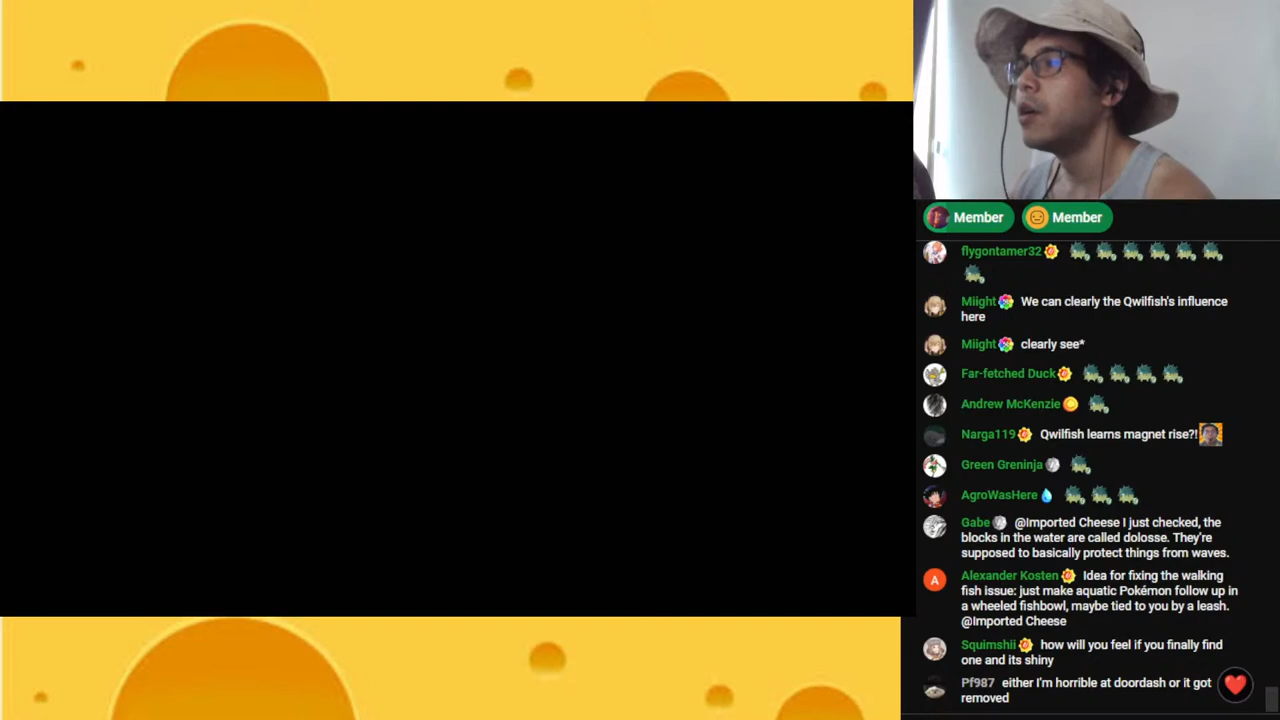 Member Member
flygontamer32
Miight We can clearly the Qwilfish's influence
here
Miight clearly see*
Far-fetched Duck
Andrew McKenzie
Narga119 Qwilfish learns magnet rise?!
Green Greninja
AgroWasHere
Gabe @Imported Cheese I just checked, the
blocks in the water are called dolosse. They're
supposed to basically protect things from waves.
A Alexander Kosten Idea for fixing the walking
fish issue: just make aquatic Pokémon follow up in
a wheeled fishbowl, maybe tied to you by a leash.
@Imported Cheese
Squimshii how will you feel if you finally find
one and its shiny
Pf987 either I'm horrible at doordash or it got
removed